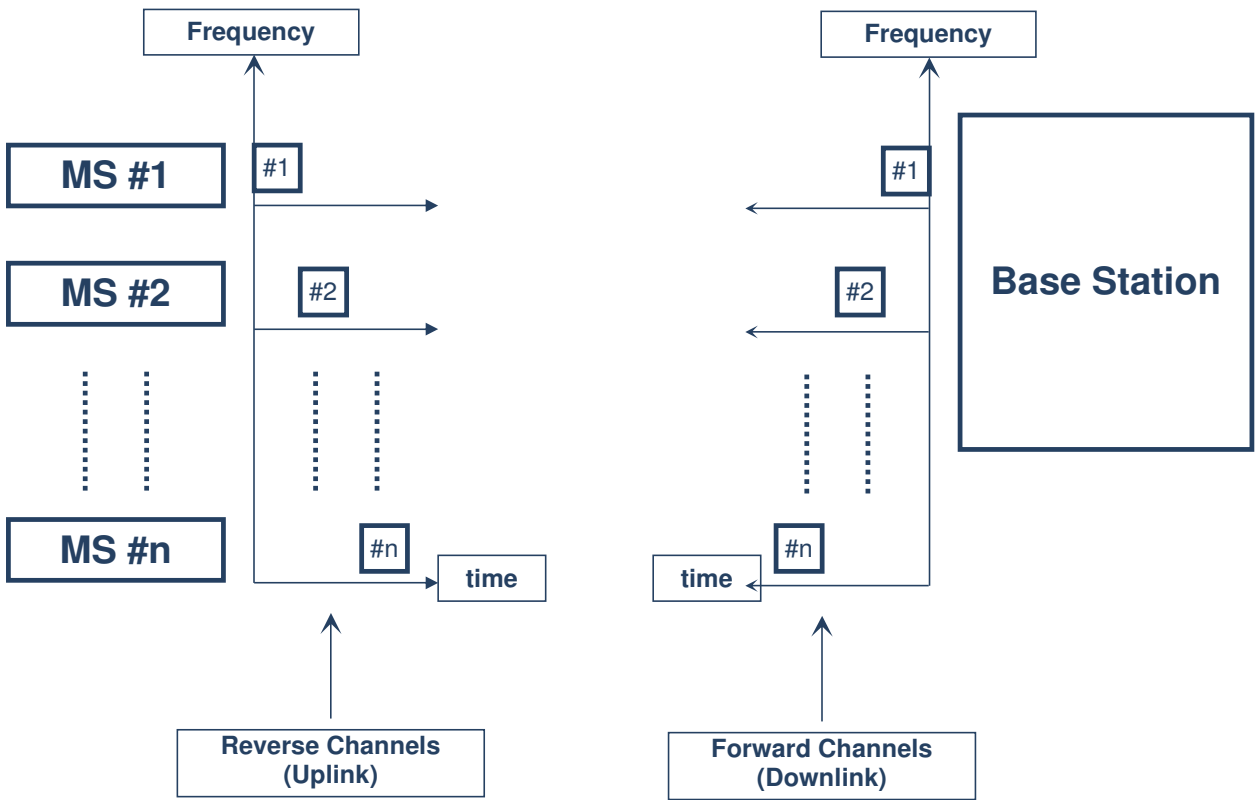 Frequency
Frequency
MS #1
#1
#1
MS #2
#2
#2
Base Station
MS #n
#n
#n
time
time
Reverse Channels
(Uplink)
Forward Channels
(Downlink)